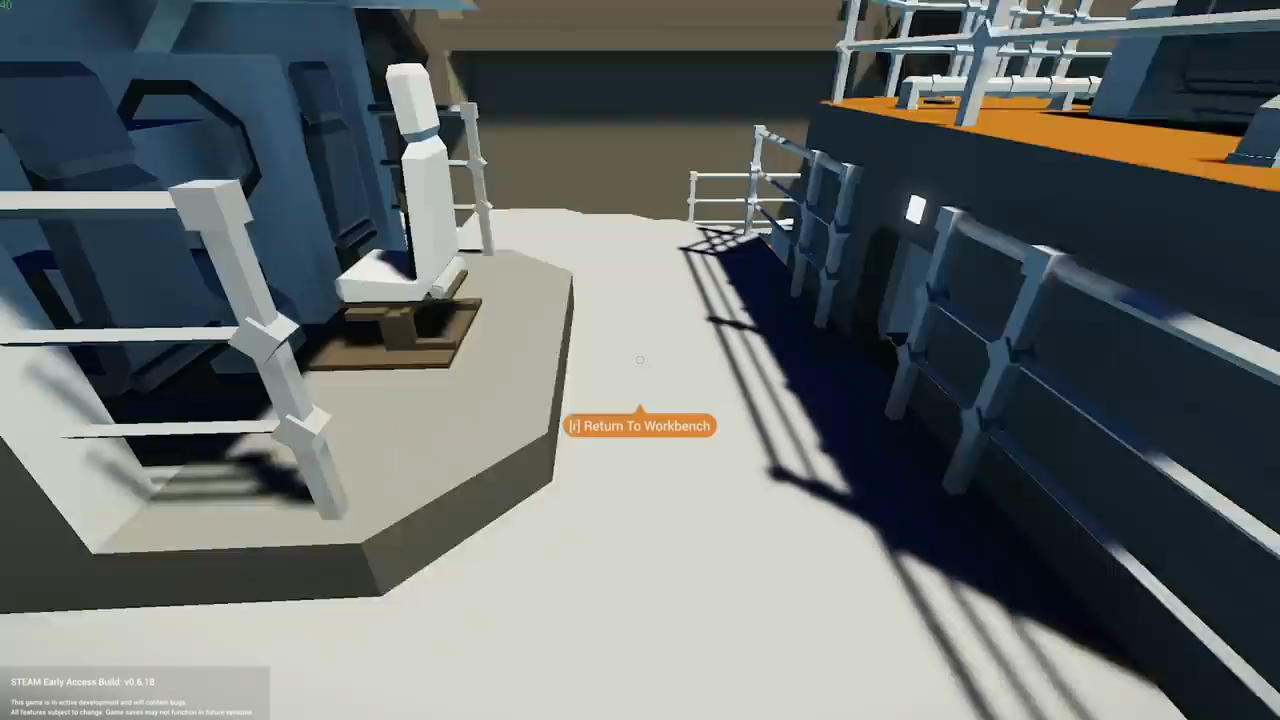 40
[r] Return To Workbench
STEAM Early Access Build: v0.6.18
This game is in active development and will contain bugs.
All features subject to change. Game saves may not function in future versions.